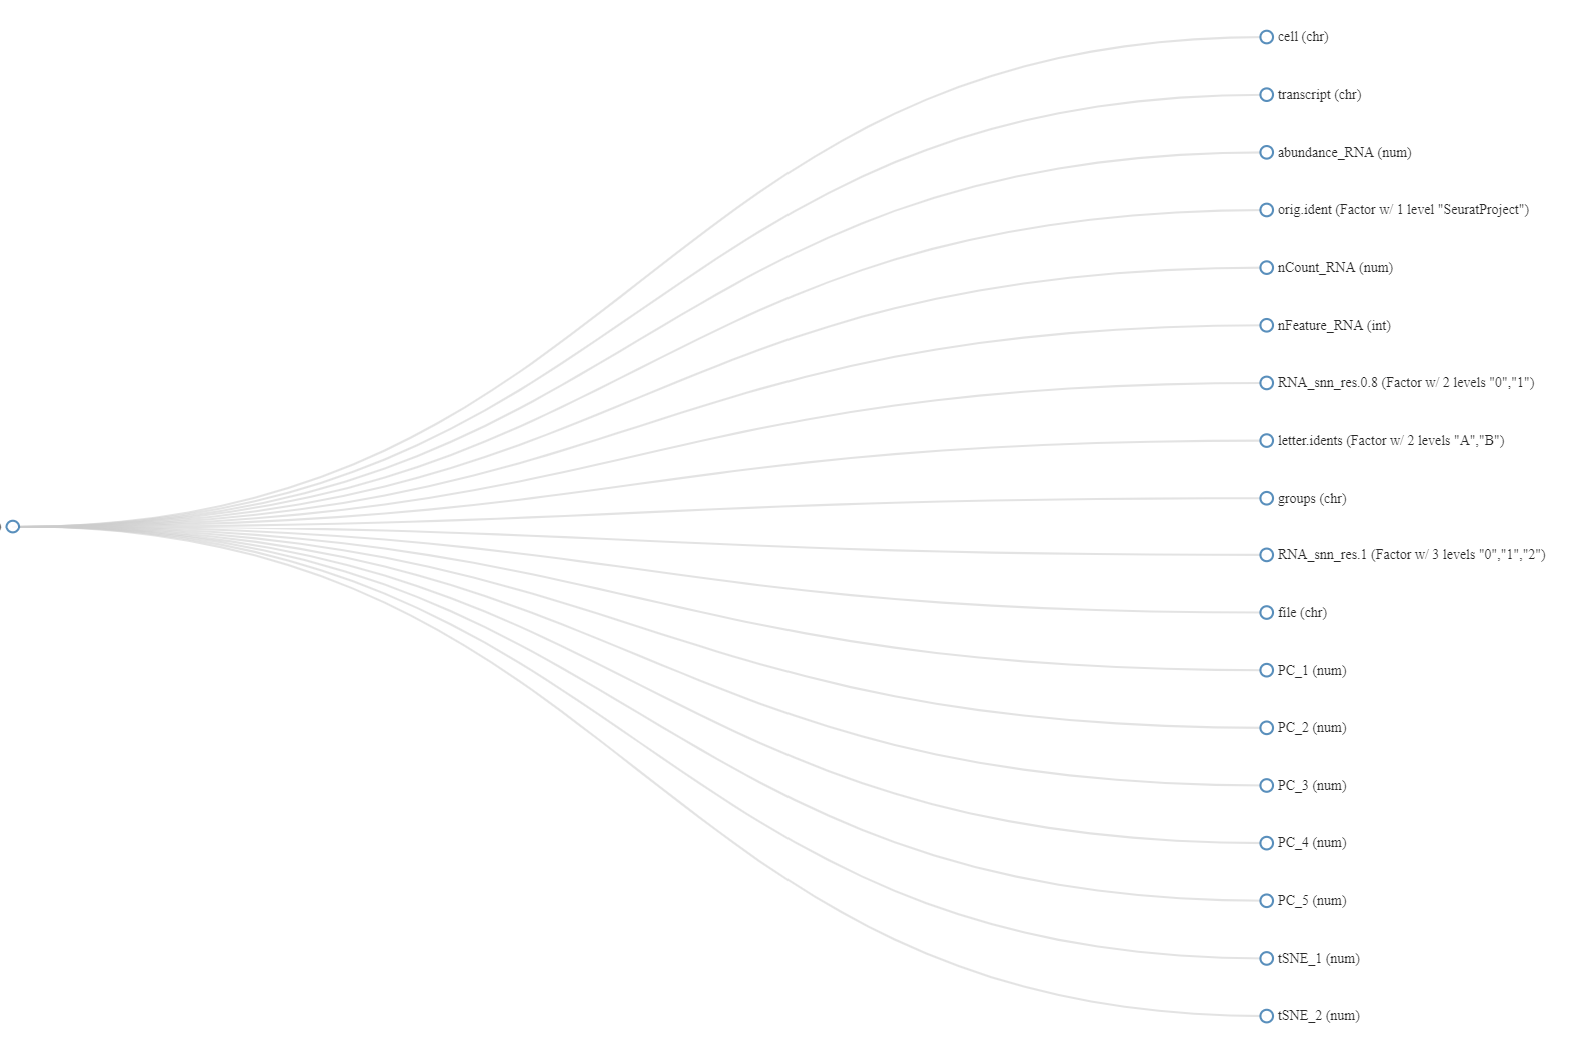 cell (chr)
transcript (chr)
abundance_RNA (num)
orig.ident (Factor w/ 1 level "SeuratProject")
nCount_RNA (num)
nFeature_RNA (int)
RNA_snn_res.0.8 (Factor w/ 2 levels "0","1")
letter.idents (Factor w/ 2 levels "A","B")
groups (chr)
RNA_snn_res.1 (Factor w/ 3 levels "0","1","2")
file (chr)
PC_1 (num)
PC_2 (num)
PC_3 (num)
PC_4 (num)
PC_5 (num)
tSNE_1 (num)
tSNE_2 (num)